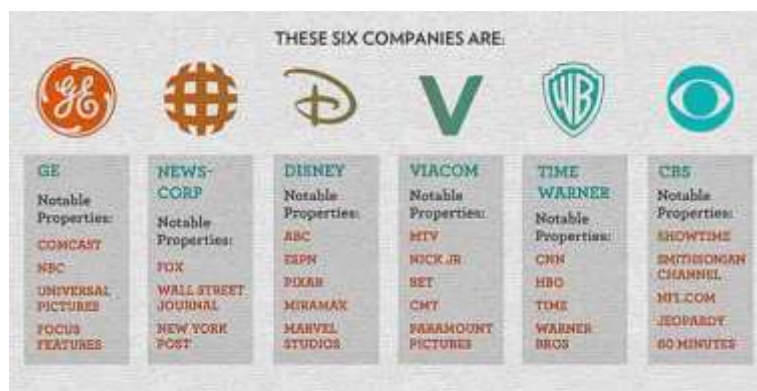 THESE SIX COMPANIES ARE:
GE
Notable
Properties:
COMCAST
NBC
UNIVERSAL
PICTURES
FOCUS
FEATURES
NEWS-
CORP
Notable
Properties:
FOX
WALL STREET
JOURNAL
NEW YORK
POST
D
DISNEY
Notable
Properties:
ABC
ESPN
PIXAR
MIRAMAX
MARVEL
STUDIOS
V
VIACOM
Notable
Properties:
MTV
NICK JR
BET
CMT
PARAMOUNT
PICTURES
WB
TIME
WARNER
Notable
Properties:
CNN
HBO
TIME
WARNER
BROS
CBS
Notable
Properties:
SHOWTIME
SMITHSONIAN
CHANNEL
NFL.COM
JEOPARDY
60 MINUTES